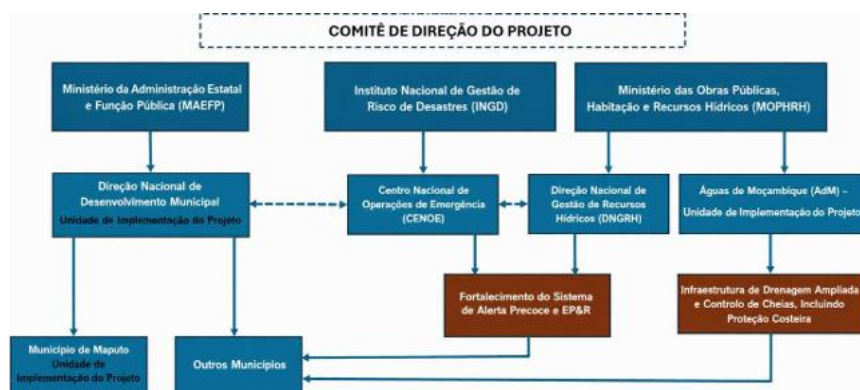 COMITÊ DE DIREÇÃO DO PROJETO
Ministério da Administração Estatal
e Função Pública (MAEFP)
Instituto Nacional de Gestão de
Risco de Desastres (INGD)
Ministério das Obras Públicas,
Habitação e Recursos Hídricos (MOPHRH)
Direção Nacional de
Desenvolvimento Municipal
Unidade de Implementação do Projeto
Centro Nacional de
Operações de Emergência
(CENOE)
Direção Nacional de
Gestão de Recursos
Hídricos (DNGRH)
Águas de Moçambique (AdM) –
Unidade de Implementação do Projeto
Fortalecimento do Sistema
de Alerta Precoce e EP&R
Infraestrutura de Drenagem Ampliada
e Controlo de Cheias, Incluindo
Proteção Costeira
Município de Maputo
Unidade de
Implementação do Projeto
Outros Municípios